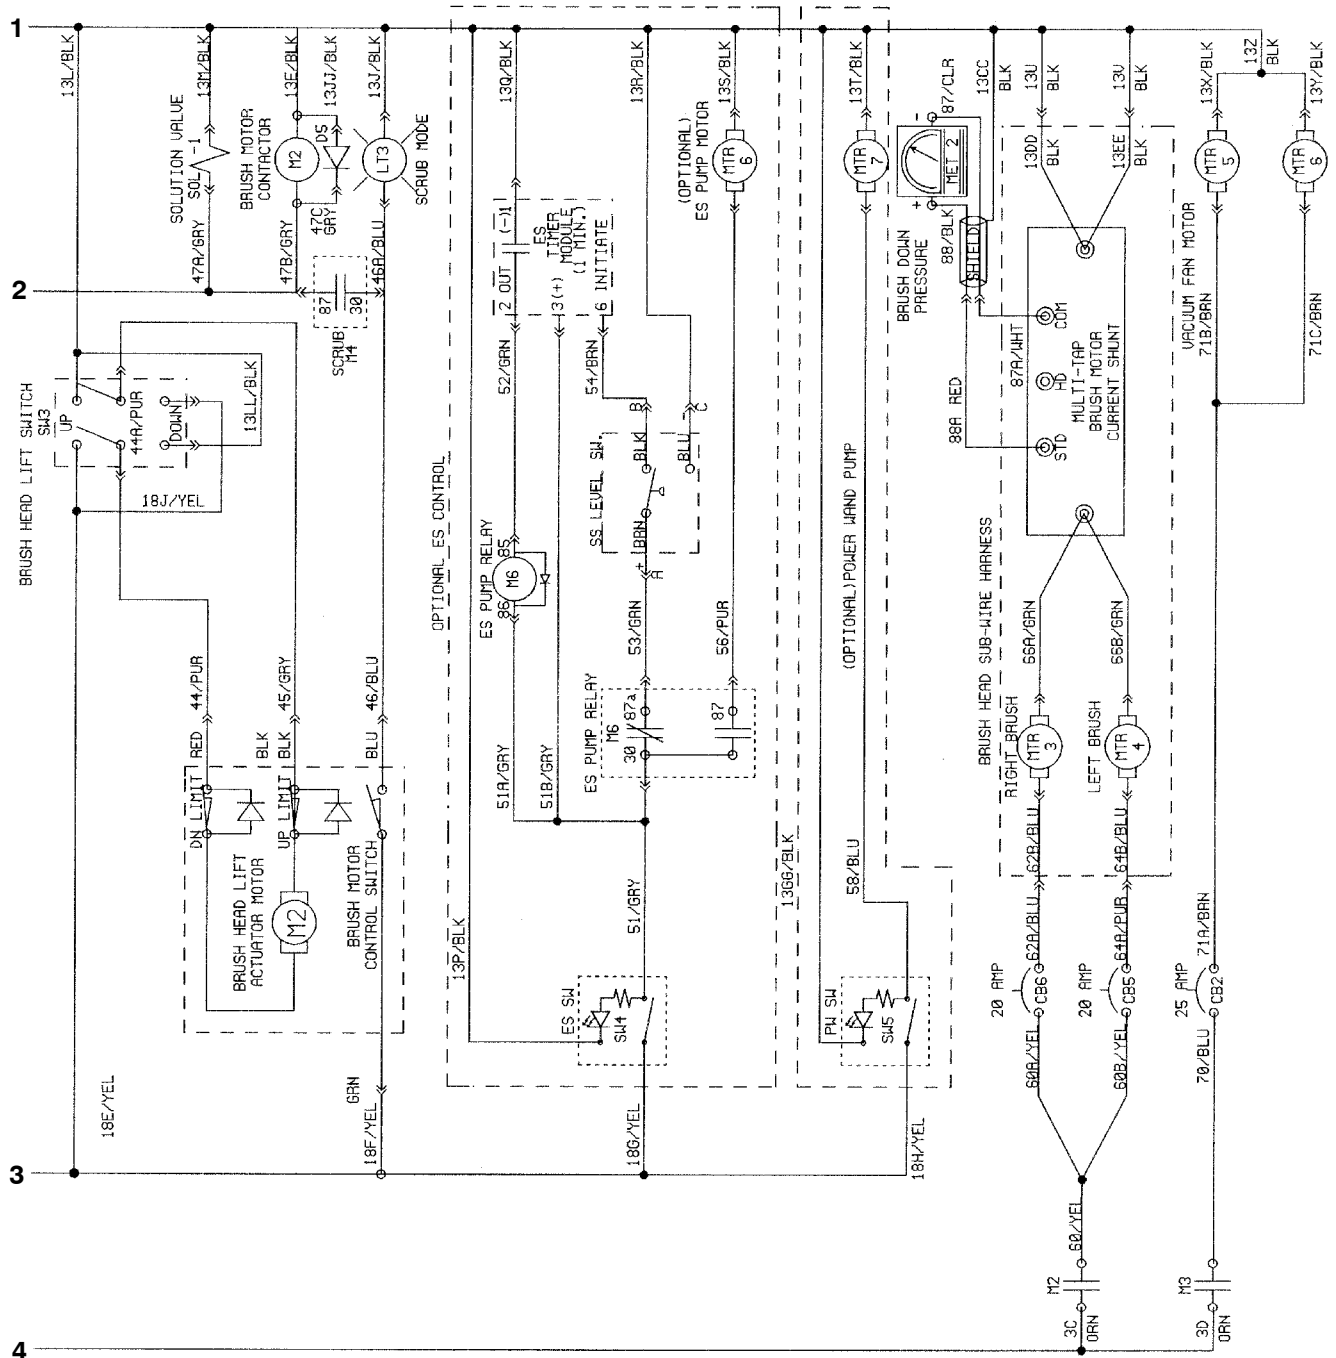 1
13L/BLK
13M/BLK
13E/BLK
13JJ/BLK
13J/BLK
13Q/BLK
13R/BLK
13S/BLK
13T/BLK
87/CLR
13CC
BLK
13U
BLK
13V
BLK
13X/BLK
13Z
BLK
13Y/BLK
SOLUTION VALVE
SOL -1
BRUSH MOTOR
CONTACTOR
M2
D5
LT3
SCRUB MODE
47A/GRY
47B/GRY
47C
GRY
46A/BLU
2
87
30
SCRUB
M4
ES
TIMER
MODULE
(1 MIN.)
2 OUT (-)1
3(+)
6 INITIATE
(OPTIONAL)
ES PUMP MOTOR
MTR
6
MTR
7
- MET 2 +
BRUSH DOWN
PRESSURE
88/BLK
SHIELD
13DD
BLK
13EE
BLK
MTR
5
MTR
6
VACUUM FAN MOTOR
71B/BRN
71C/BRN
BRUSH HEAD LIFT SWITCH
SW3
UP
44A/PUR
DOWN
13LL/BLK
18J/YEL
52/GRN
54/BRN
B
C
BLK
BLU
-
SS LEVEL SW.
BRN
+
A
87A/WHT
88A RED
COM
HD
STD
MULTI-TAP
BRUSH MOTOR
CURRENT SHUNT
OPTIONAL ES CONTROL
ES PUMP RELAY
86
M6
85
53/GRN
56/PUR
(OPTIONAL)POWER WAND PUMP
BRUSH HEAD SUB-WIRE HARNESS
66A/GRN
66B/GRN
44/PUR
45/GRY
46/BLU
RED
BLK
BLK
BLU
DN LIMIT
UP LIMIT
BRUSH HEAD LIFT
ACTUATOR MOTOR
M2
BRUSH MOTOR
CONTROL SWITCH
ES PUMP RELAY
M6
30
87a
87
51A/GRY
51B/GRY
RIGHT BRUSH
MTR
3
LEFT BRUSH
MTR
4
62B/BLU
64B/BLU
13P/BLK
51/GRY
13GG/BLK
58/BLU
62A/BLU
64A/PUR
71A/BRN
ES SW
SW4
PW SW
SW5
20 AMP
CB6
20 AMP
CB5
25 AMP
CB2
60A/YEL
60B/YEL
70/BLU
18E/YEL
GRN
18F/YEL
18G/YEL
18H/YEL
3
60/YEL
M2
M3
3C
ORN
3D
ORN
4